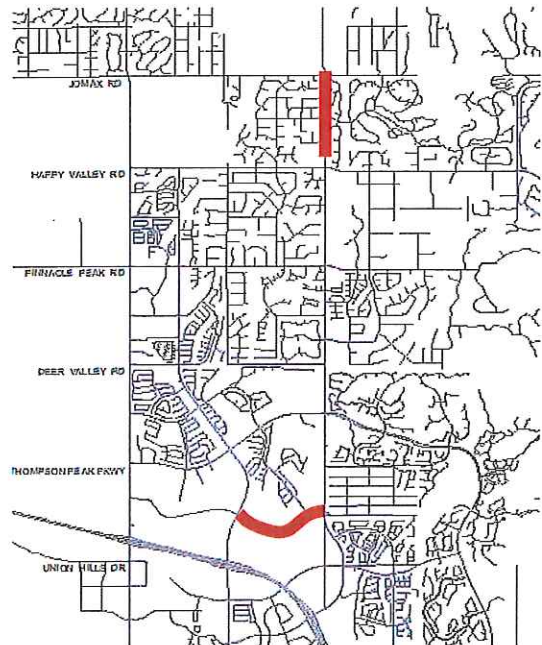 JOMAX RD
HAPPY VALLEY RD
PINNACLE PEAK RD
DEER VALLEY RD
THOMPSON PEAK PKWY
UNION HILLS DR